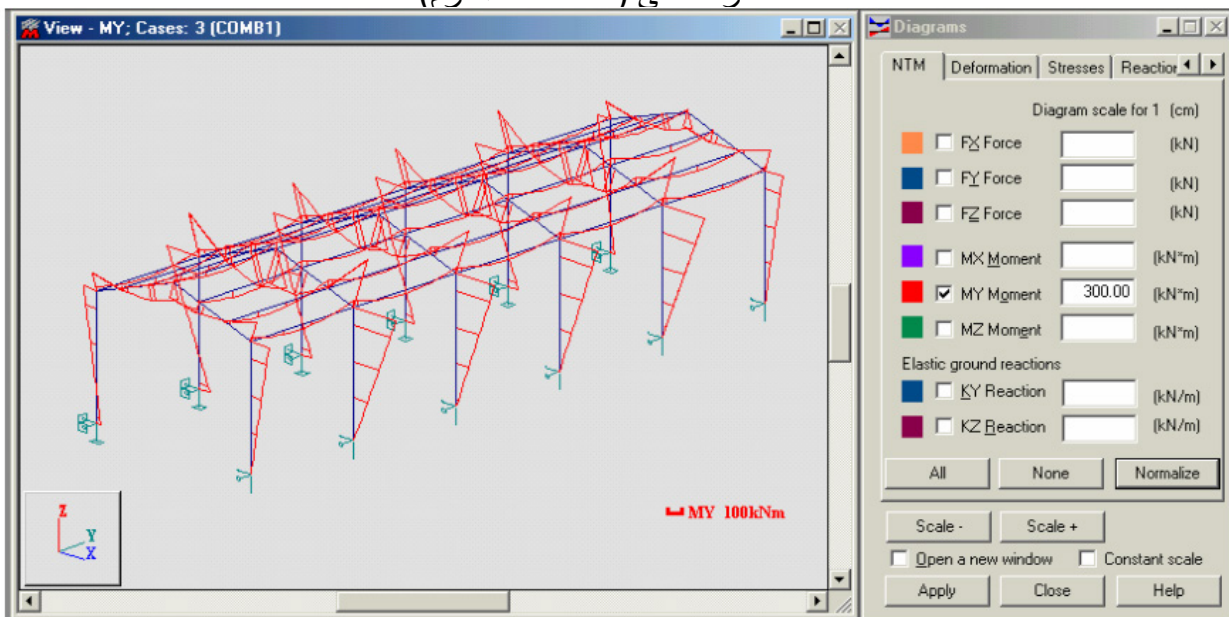 View - MY; Cases: 3 (COMB1)
Z
Y
X
MY 100kNm
Diagrams
NTM Deformation Stresses Reaction
Diagram scale for 1 (cm)
FX Force (kN)
FY Force (kN)
FZ Force (kN)
MX Moment (kN*m)
MY Moment 300.00 (kN*m)
MZ Moment (kN*m)
Elastic ground reactions
KY Reaction (kN/m)
KZ Reaction (kN/m)
All None Normalize
Scale - Scale +
Open a new window Constant scale
Apply Close Help